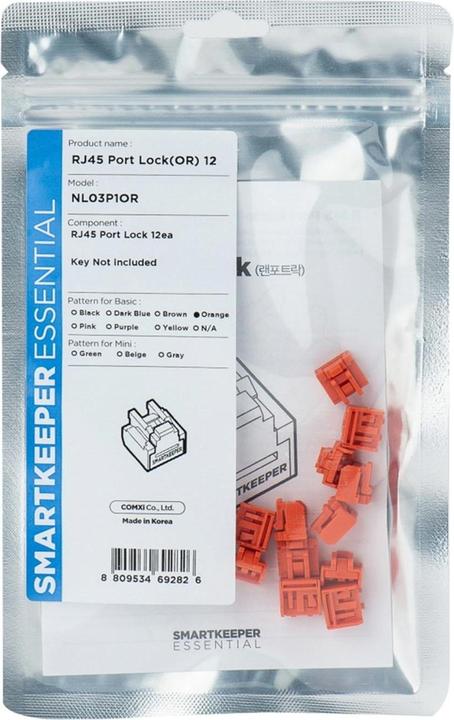 SMARTKEEPER ESSENTIAL
Product name :
RJ45 Port Lock(OR) 12
Model :
NL03P1OR
Component :
RJ45 Port Lock 12ea
Key Not Included
Pattern for Basic :
Black Dark Blue Brown Orange
Pink Purple Yellow N/A
Pattern for Mini :
Green Beige Gray
SMARTKEEPER
COMXI Co., Ltd.
Made in Korea
8 809534 69282 6
k (랜포트락)
TKEEPER
SMARTKEEPER
ESSENTIAL